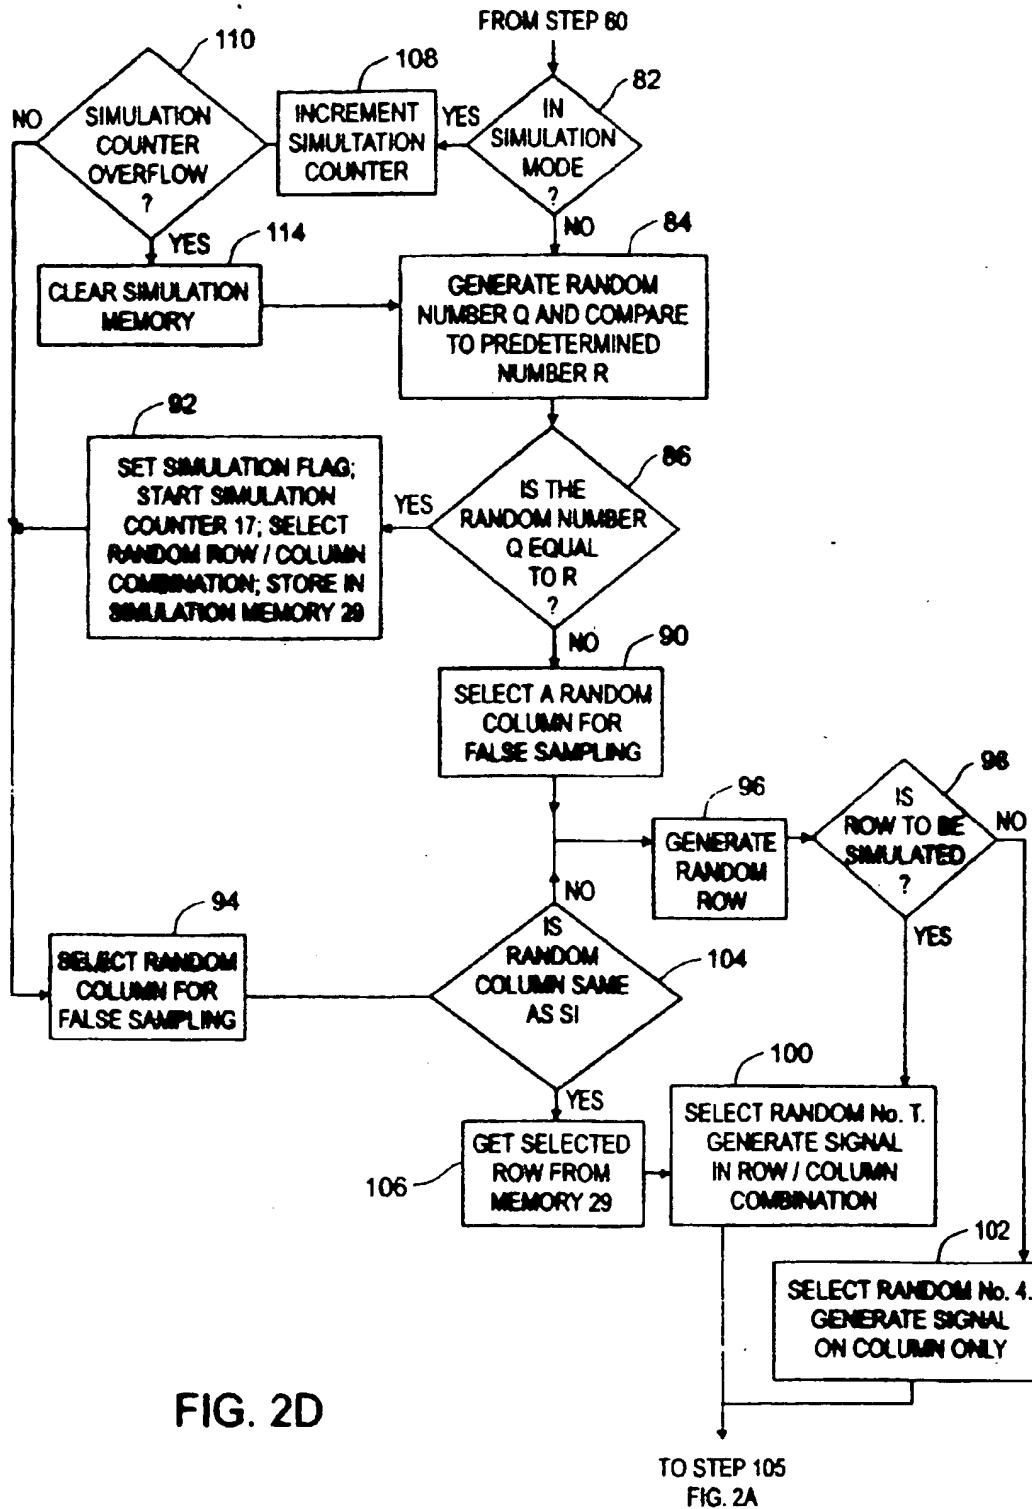 FROM STEP 60
110
108
82
NO
SIMULATION
COUNTER
OVERFLOW
?
INCREMENT
SIMULTATION
COUNTER
YES
IN
SIMULATION
MODE
?
YES
114
NO
84
CLEAR SIMULATION
MEMORY
GENERATE RANDOM
NUMBER Q AND COMPARE
TO PREDETERMINED
NUMBER R
92
86
SET SIMULATION FLAG;
START SIMULATION
COUNTER 17; SELECT
RANDOM ROW / COLUMN
COMBINATION; STORE IN
SIMULATION MEMORY 29
YES
IS THE
RANDOM NUMBER
Q EQUAL
TO R
?
NO
90
SELECT A RANDOM
COLUMN FOR
FALSE SAMPLING
96
98
GENERATE
RANDOM
ROW
IS
ROW TO BE
SIMULATED
?
NO
YES
NO
94
SELECT RANDOM
COLUMN FOR
FALSE SAMPLING
IS
RANDOM
COLUMN SAME
AS SI
104
YES
100
106
GET SELECTED
ROW FROM
MEMORY 29
SELECT RANDOM No. T.
GENERATE SIGNAL
IN ROW / COLUMN
COMBINATION
102
SELECT RANDOM No. 4.
GENERATE SIGNAL
ON COLUMN ONLY
FIG. 2D
TO STEP 105
FIG. 2A